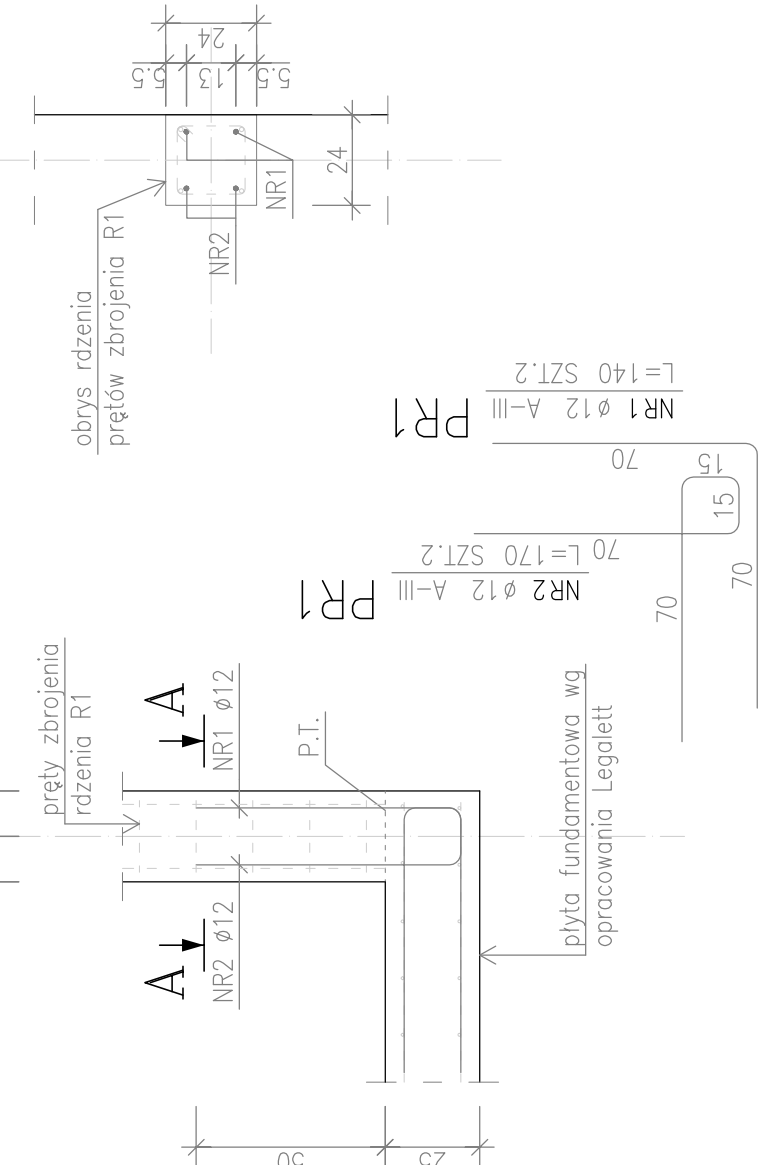 24
5.5
13
5.5
24
NR1
NR2
obrys rdzenia
prętów zbrojenia R1
PR1
NR1 ø12 A-III
L=140 SZT.2
70
15
15
70
70
70
PR1
NR2 ø12 A-III
L=170 SZT.2
pręty zbrojenia
rdzenia R1
A
NR1 ø12
P.T.
A
NR2 ø12
płyta fundamentowa wg
opracowania Legalett
50
25